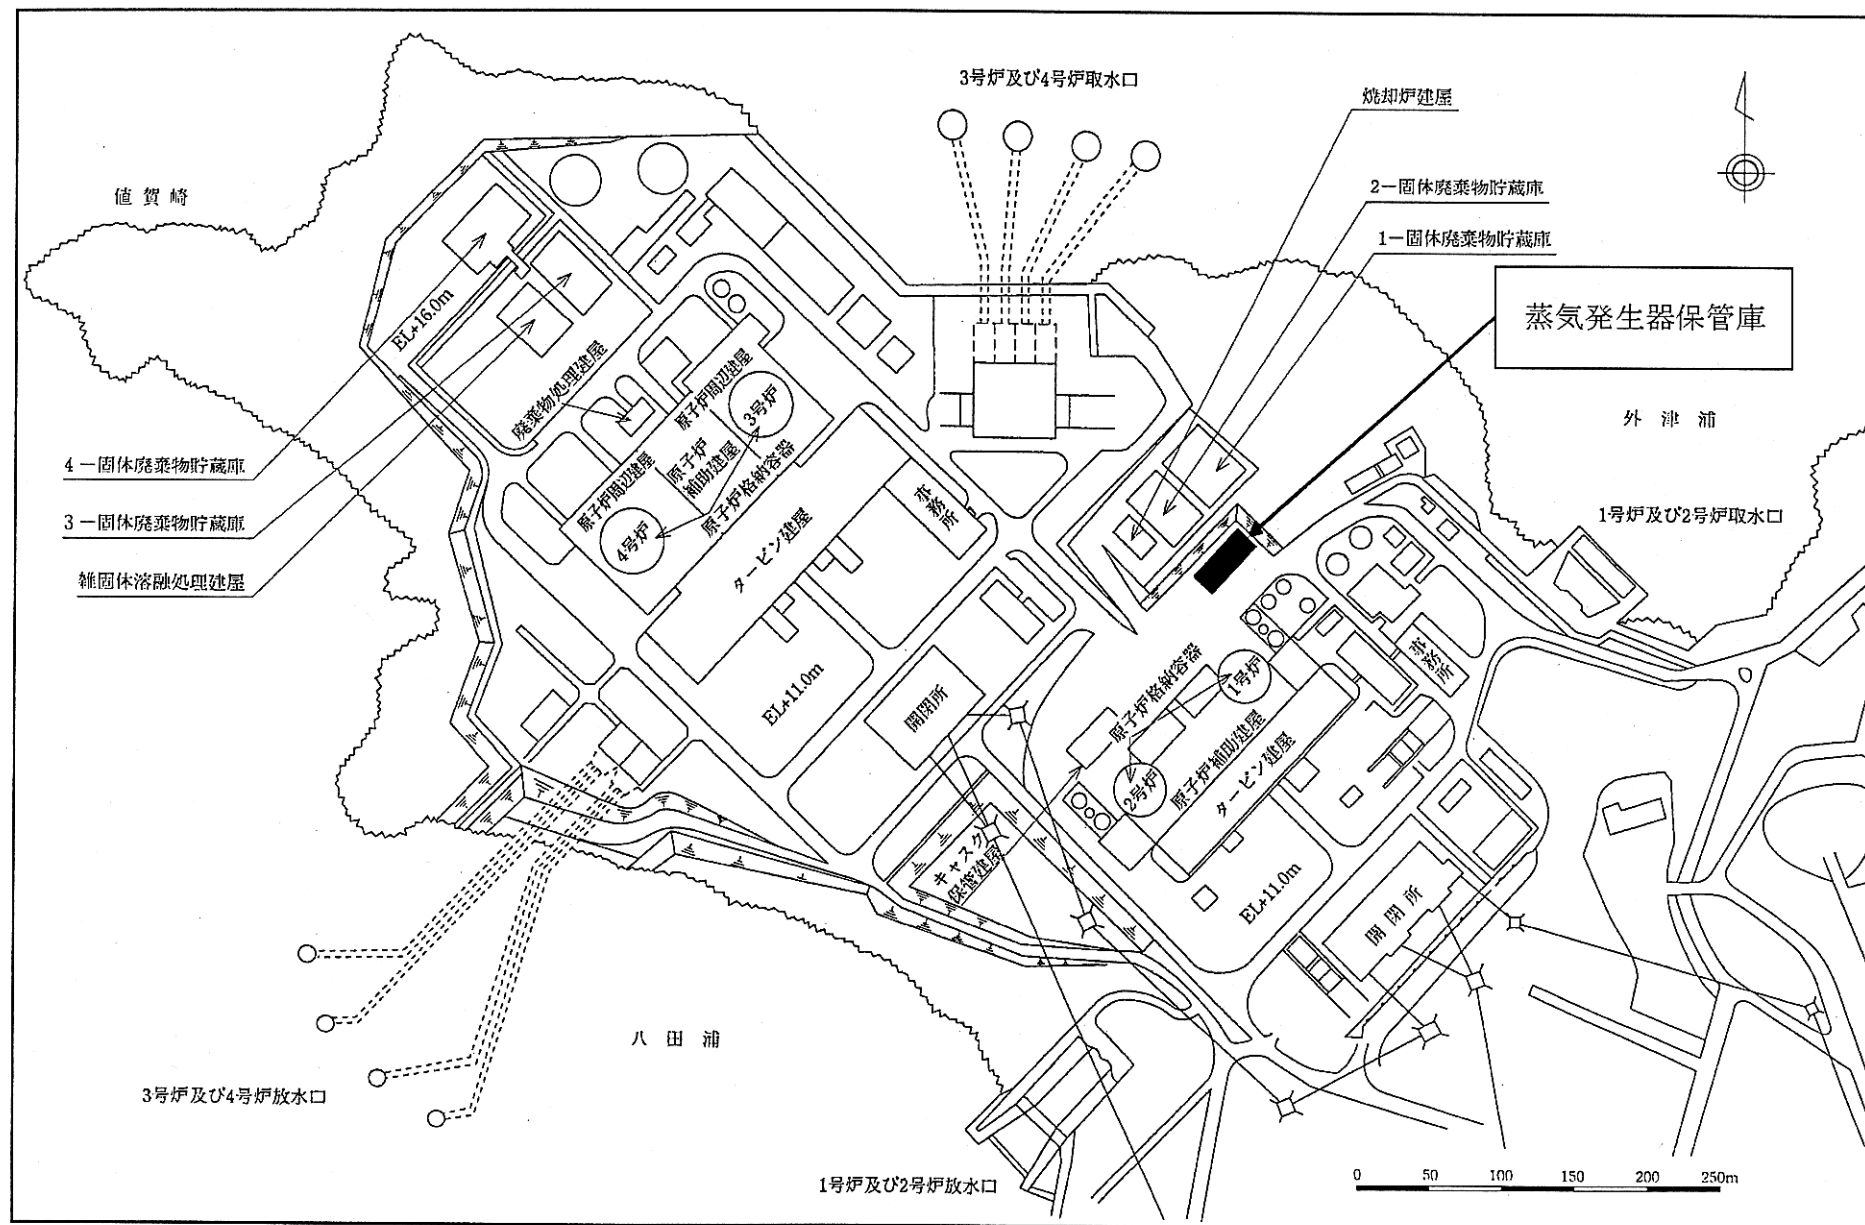 3号炉及び4号炉取水口
焼却炉建屋
2－固体廃棄物貯蔵庫
1－固体廃棄物貯蔵庫
値賀崎
蒸気発生器保管庫
EL+16.0m
外津浦
廃棄物処理建屋
原子炉周辺建屋
3号炉
4－固体廃棄物貯蔵庫
原子炉周辺建屋
原子炉
補助建屋
原子炉格納容器
4号炉
事務所
タービン建屋
3－固体廃棄物貯蔵庫
1号炉及び2号炉取水口
雑固体溶融処理建屋
EL+11.0m
開閉所
原子炉格納容器
1号炉
事務所
2号炉
原子炉補助建屋
タービン建屋
キャスク
保管建屋
EL+11.0m
開閉所
八田浦
3号炉及び4号炉放水口
1号炉及び2号炉放水口
0 50 100 150 200 250m